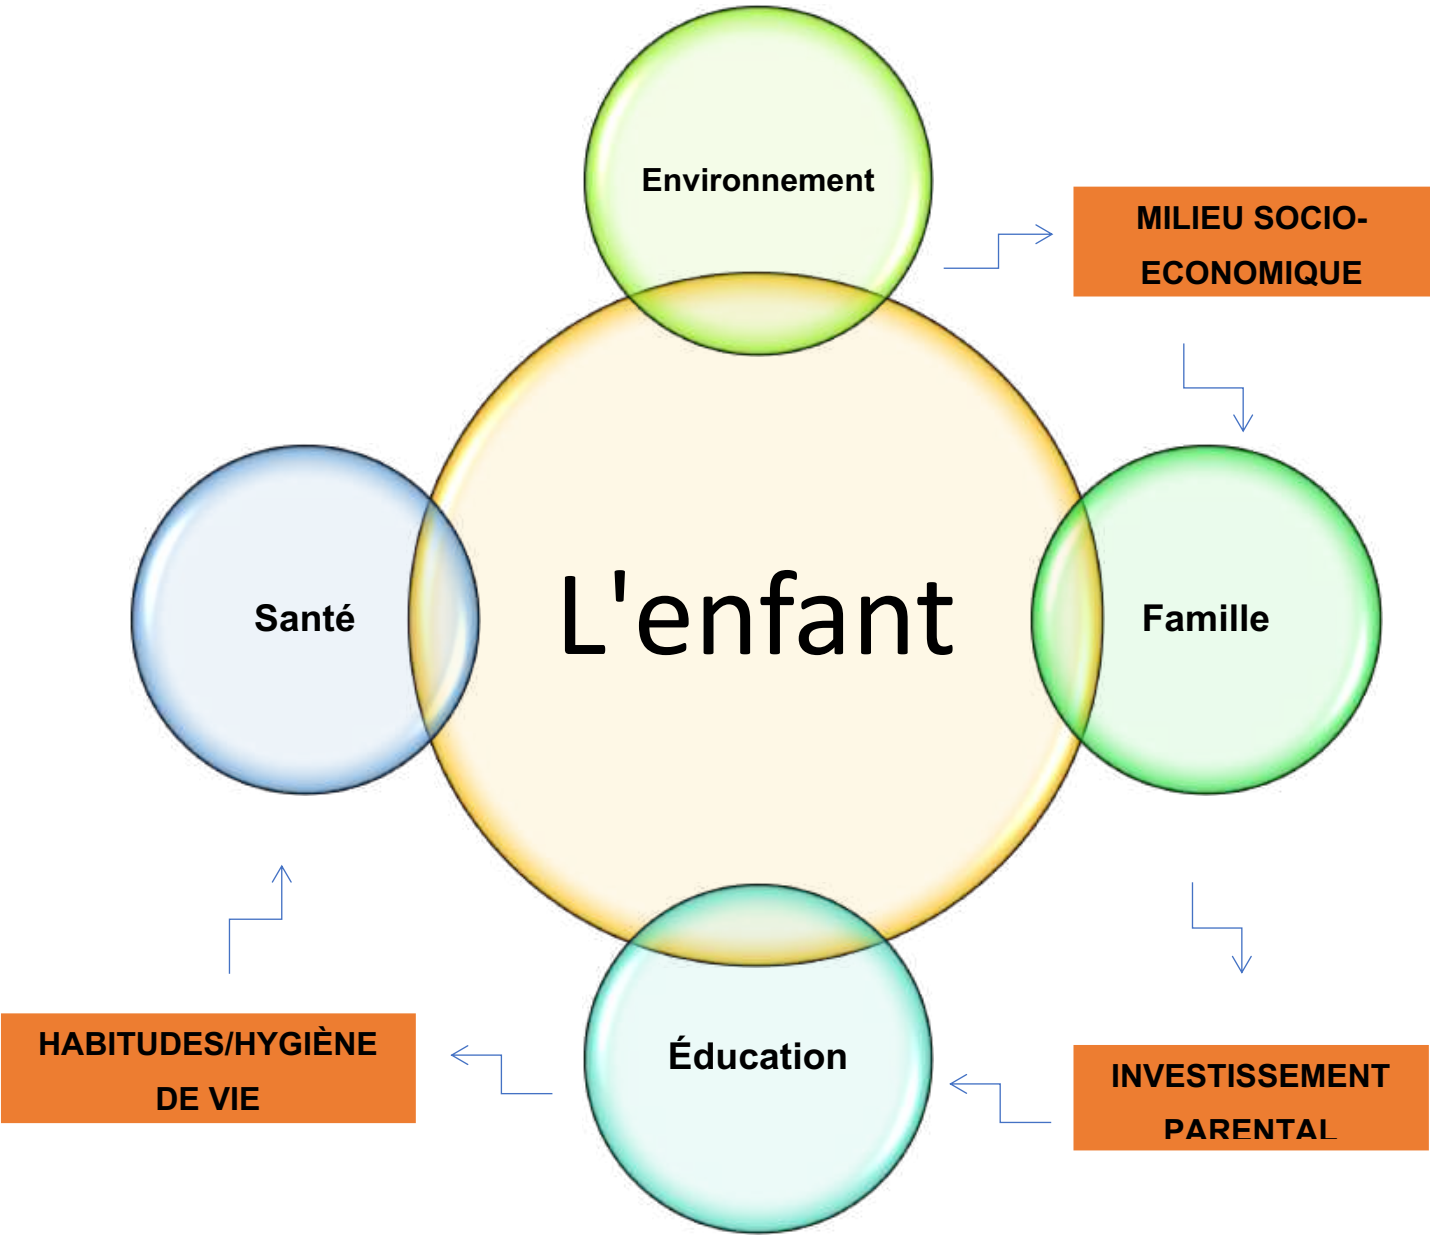 Environnement
MILIEU SOCIO-
ECONOMIQUE
Santé
L'enfant
Famille
HABITUDES/HYGIÈNE
DE VIE
Éducation
INVESTISSEMENT
PARENTAL